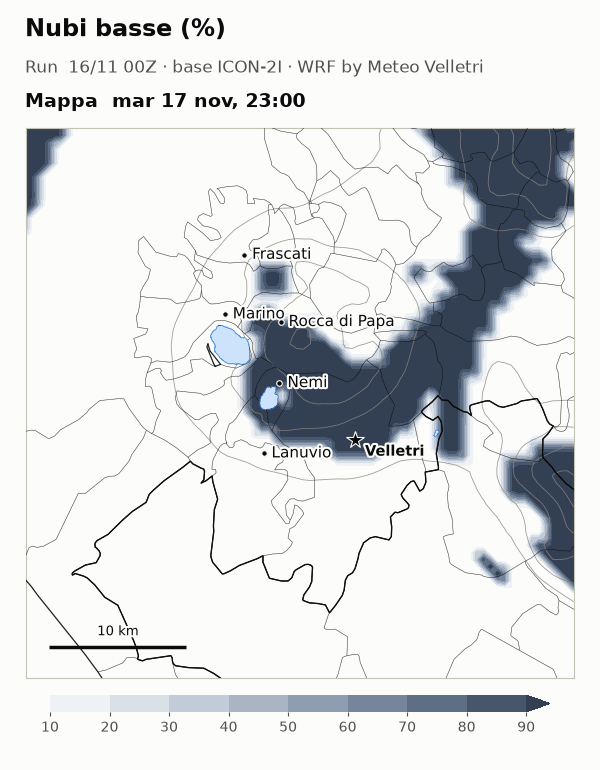 Nubi basse (%)
Run  16/11 00Z · base ICON-2I · WRF by Meteo Velletri
Mappa  mar 17 nov, 23:00
Frascati
Marino
Rocca di Papa
Nemi
Velletri
Lanuvio
10 km
10 20 30 40 50 60 70 80 90